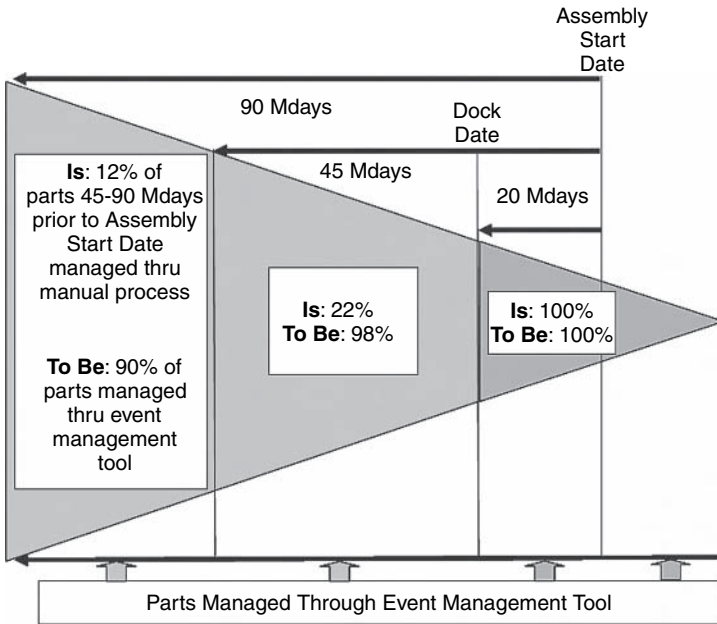 Assembly
Start
Date
90 Mdays
Dock
Date
45 Mdays
20 Mdays
Is: 12% of
parts 45-90 Mdays
prior to Assembly
Start Date
managed thru
manual process
To Be: 90% of
parts managed
thru event
management
tool
Is: 22%
To Be: 98%
Is: 100%
To Be: 100%
Parts Managed Through Event Management Tool